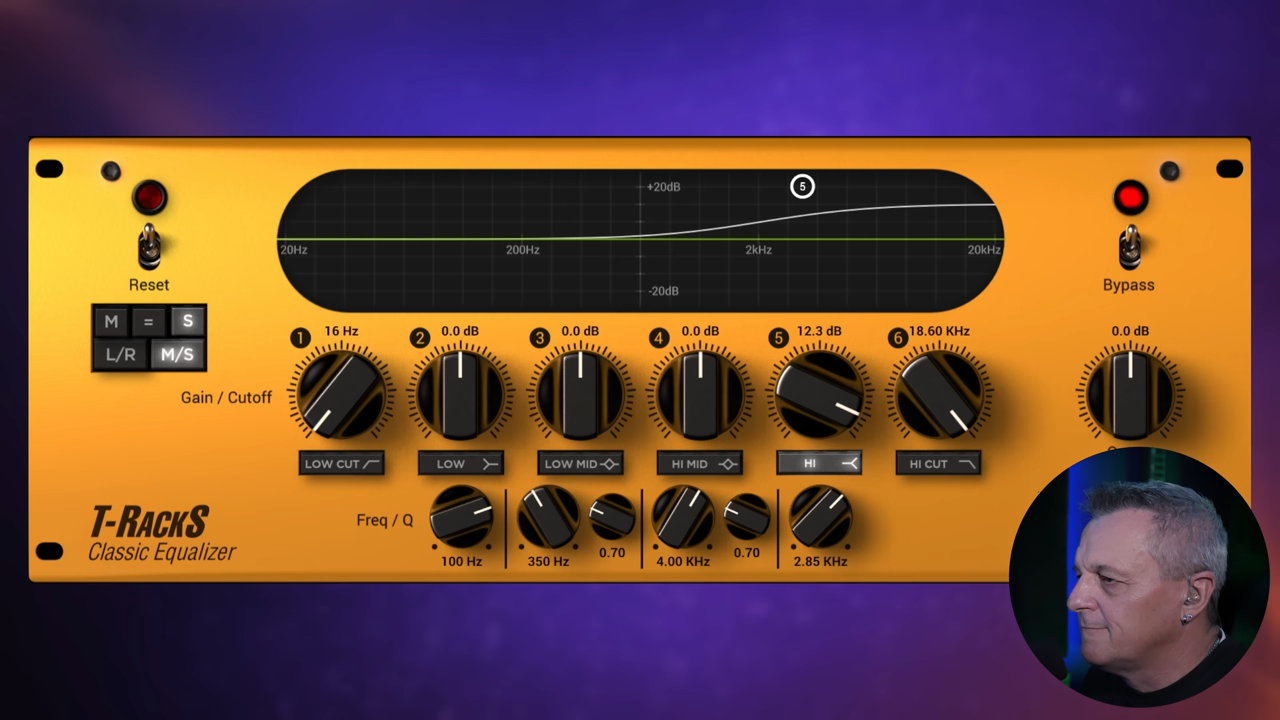 +20dB
5
20Hz
200Hz
2kHz
20kHz
-20dB
Reset
Bypass
M = S
L/R M/S
1 16 Hz
2 0.0 dB
3 0.0 dB
4 0.0 dB
5 12.3 dB
6 18.60 KHz
0.0 dB
Gain / Cutoff
LOW CUT
LOW
LOW MID
HI MID
HI
HI CUT
Freq / Q
100 Hz
350 Hz
0.70
4.00 KHz
0.70
2.85 KHz
T-RackS
Classic Equalizer